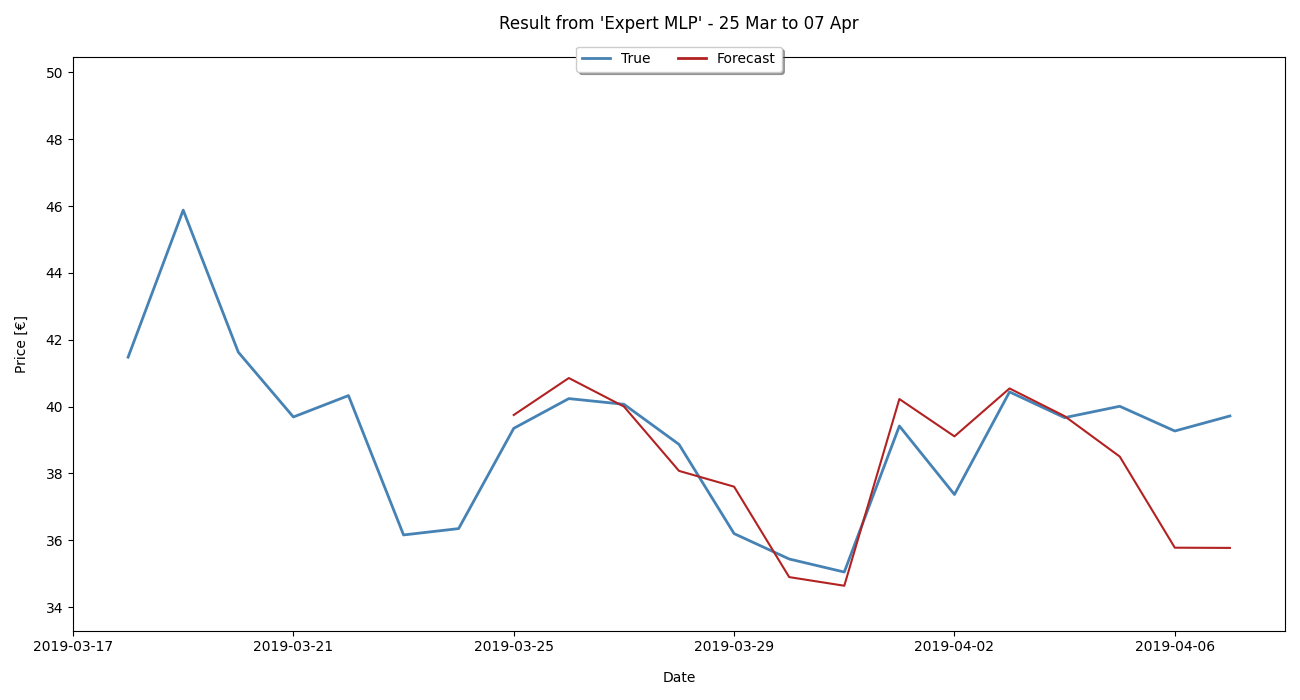 Result from 'Expert MLP' - 25 Mar to 07 Apr
True Forecast
50
48
46
44
42
40
38
36
34
Price [€]
2019-03-17 2019-03-21 2019-03-25 2019-03-29 2019-04-02 2019-04-06
Date